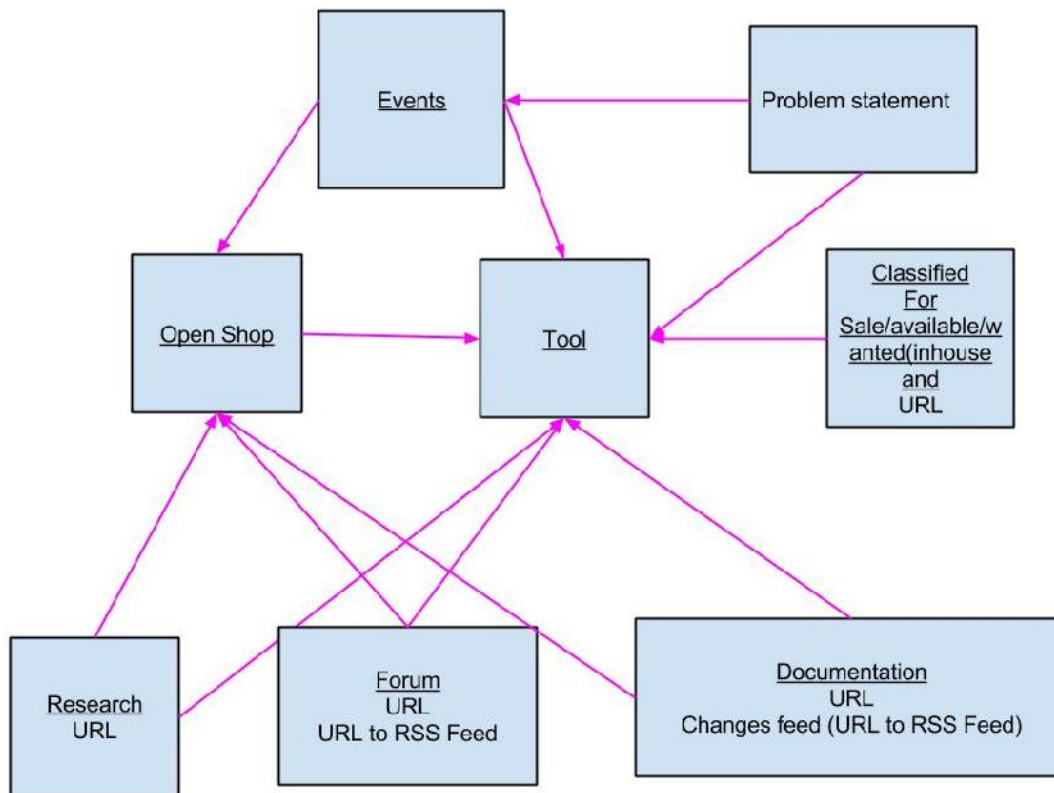 Events
Problem statement
Open Shop
Tool
Classified
For
Sale/available/w
anted(inhouse
and
URL
Research
URL
Forum
URL
URL to RSS Feed
Documentation
URL
Changes feed (URL to RSS Feed)